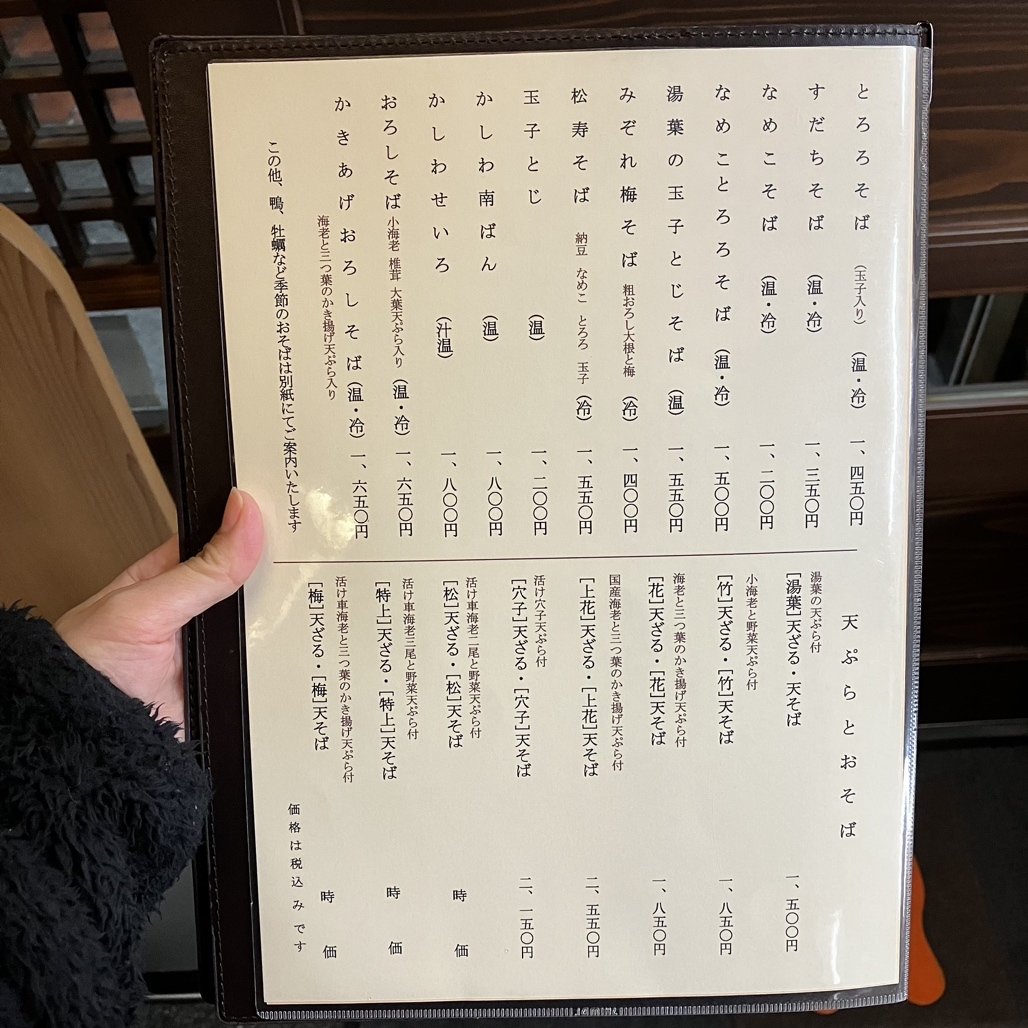 とろろそば（玉子入り）（温・冷）一、四五〇円
すだちそば（温・冷）一、三五〇円
なめこそば（温・冷）一、二〇〇円
なめことろろそば（温・冷）一、五〇〇円
湯葉の玉子とじそば（温）一、五五〇円
みぞれ梅そば 粗おろし大根と梅（冷）一、四〇〇円
松寿そば 納豆 なめこ とろろ 玉子（冷）一、五五〇円
玉子とじ（温）一、二〇〇円
かしわ南ばん（温）一、八〇〇円
かしわせいろ（汁温）一、八〇〇円
おろしそば 小海老 椎茸 大葉天ぷら入り（温・冷）一、六五〇円
かきあげおろしそば（温・冷）一、六五〇円
海老と三つ葉のかき揚げ天ぷら入り
この他、鴨、牡蠣など季節のおそばは別紙にてご案内いたします
天ぷらとおそば
湯葉の天ぷら付
［湯葉］天ざる・天そば 一、五〇〇円
小海老と野菜天ぷら付
［竹］天ざる・［竹］天そば 一、八五〇円
海老と三つ葉のかき揚げ天ぷら付
［花］天ざる・［花］天そば 一、八五〇円
国産海老と三つ葉のかき揚げ天ぷら付
［上花］天ざる・［上花］天そば 二、五五〇円
活け穴子天ぷら付
［穴子］天ざる・［穴子］天そば 二、一五〇円
活け車海老二尾と野菜天ぷら付
［松］天ざる・［松］天そば 時価
活け車海老三尾と野菜天ぷら付
［特上］天ざる・［特上］天そば 時価
活け車海老と三つ葉のかき揚げ天ぷら付
［梅］天ざる・［梅］天そば 時価
価格は税込みです